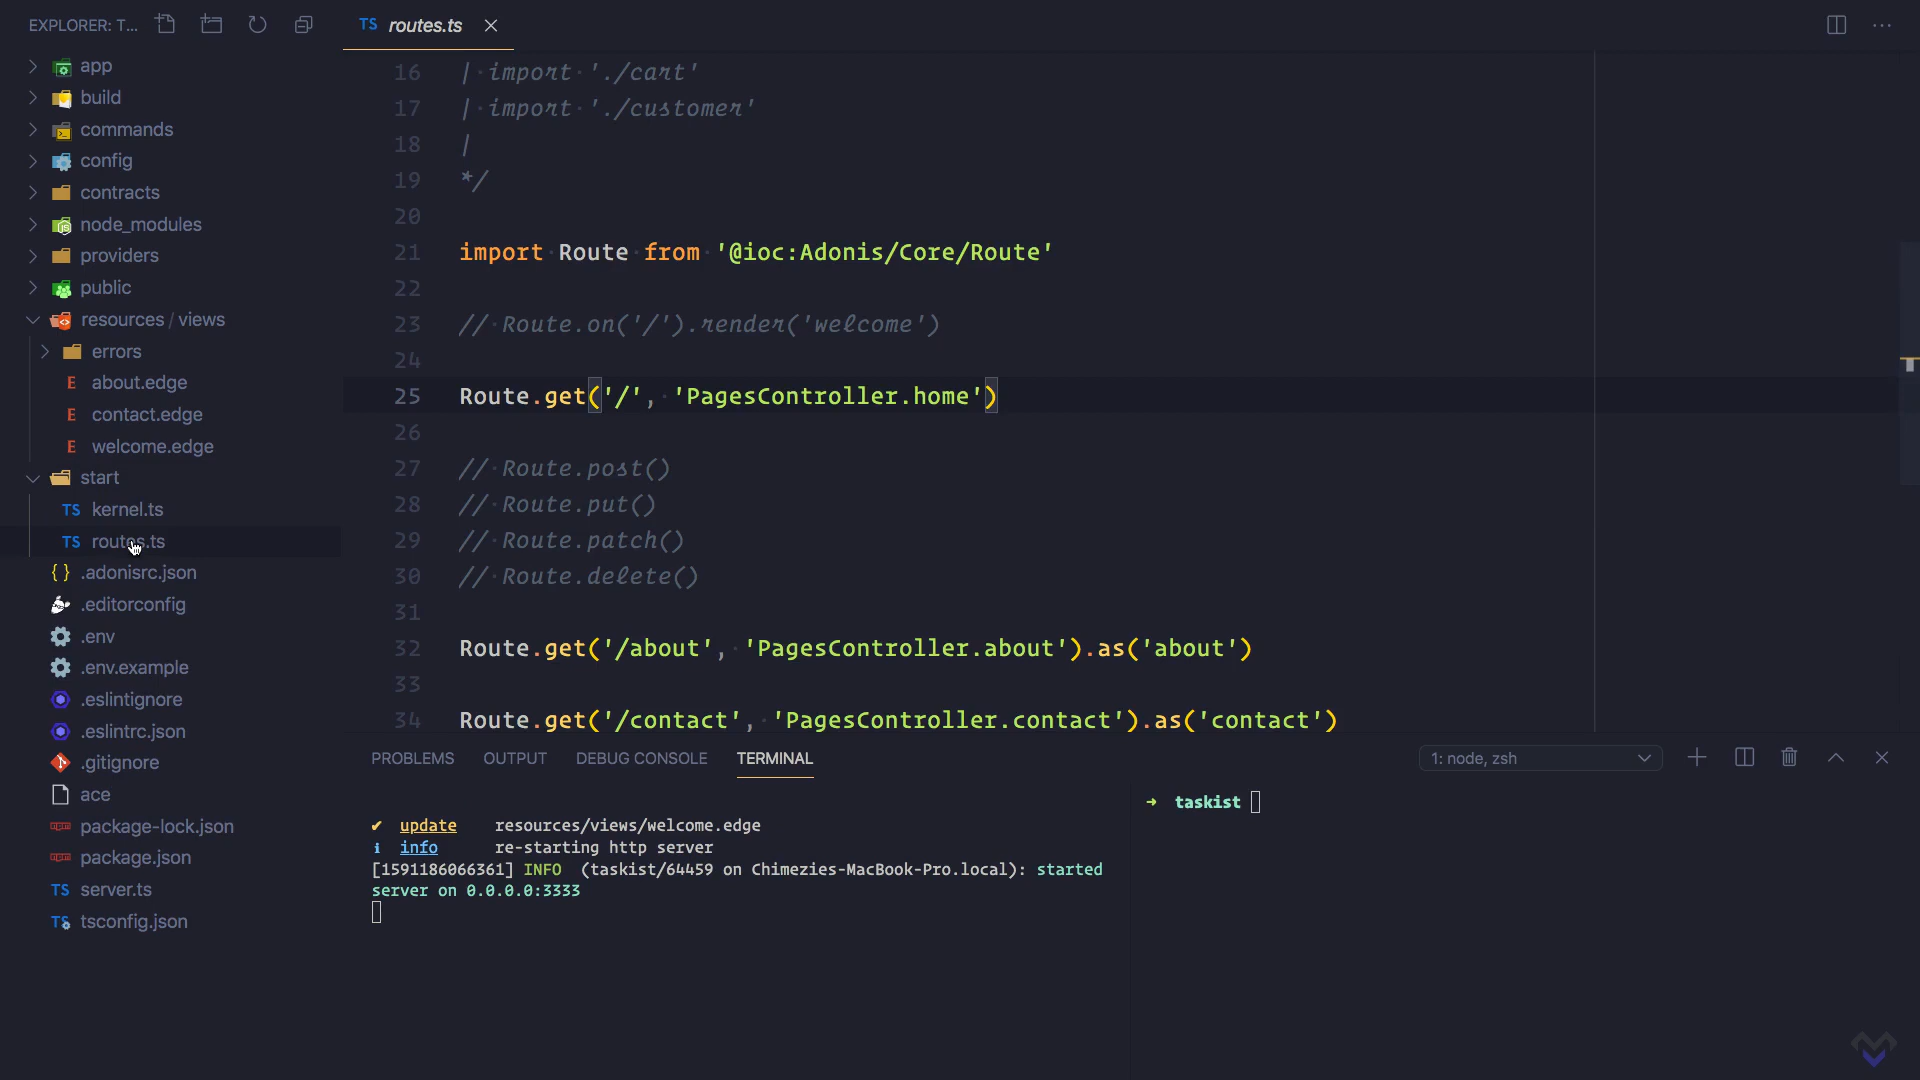 EXPLORER: T...
app
build
commands
config
contracts
node_modules
providers
public
resources / views
errors
E about.edge
E contact.edge
E welcome.edge
start
TS kernel.ts
TS routes.ts
{ } .adonisrc.json
.editorconfig
.env
.env.example
.eslintignore
.eslintrc.json
.gitignore
ace
package-lock.json
package.json
TS server.ts
TS tsconfig.json
TS routes.ts
16 | import './cart'
17 | import './customer'
18 |
19 */
20
21 import Route from '@ioc:Adonis/Core/Route'
22
23 // Route.on('/').render('welcome')
24
25 Route.get('/', 'PagesController.home')
26
27 // Route.post()
28 // Route.put()
29 // Route.patch()
30 // Route.delete()
31
32 Route.get('/about', 'PagesController.about').as('about')
33
34 Route.get('/contact', 'PagesController.contact').as('contact')
PROBLEMS OUTPUT DEBUG CONSOLE TERMINAL
1: node, zsh
✔ update resources/views/welcome.edge
ℹ info re-starting http server
[1591186066361] INFO (taskist/64459 on Chimezies-MacBook-Pro.local): started
server on 0.0.0.0:3333
➜ taskist